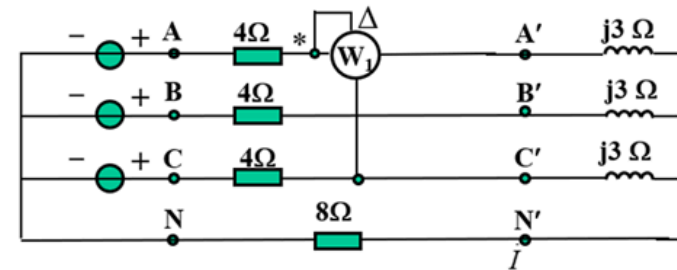 − + A 4Ω * Δ W₁ A′ j3 Ω
− + B 4Ω B′ j3 Ω
− + C 4Ω C′ j3 Ω
N 8Ω N′
İ